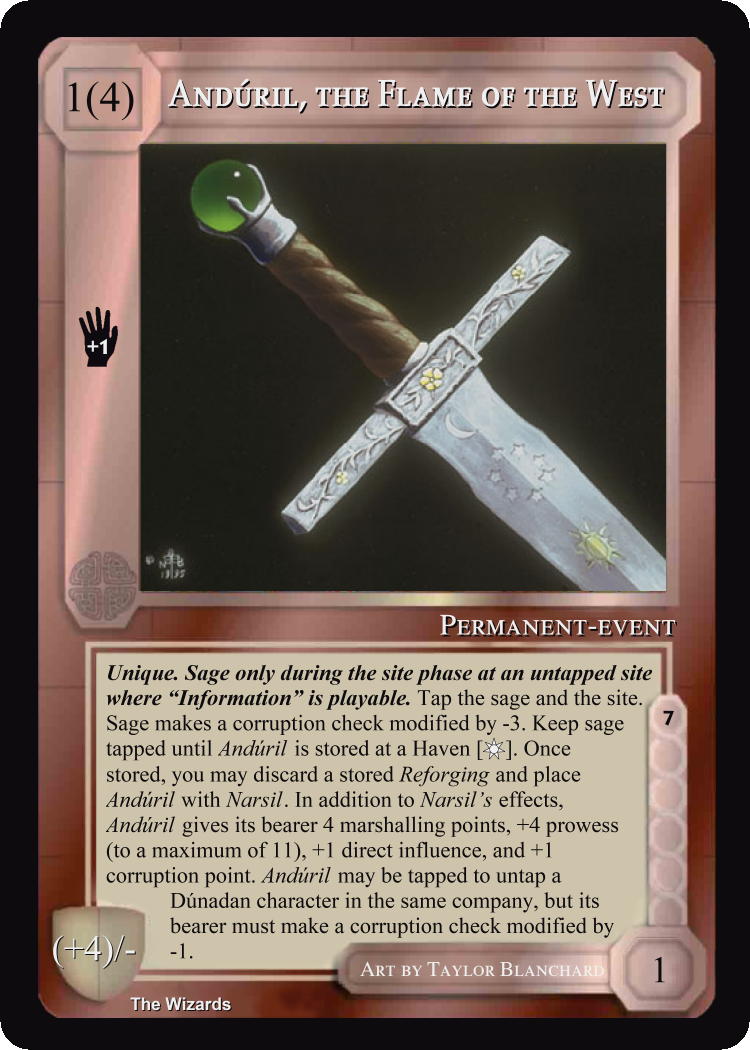 1(4)
Andúril, the Flame of the West
+1
Permanent-event
Unique. Sage only during the site phase at an untapped site
where “Information” is playable. Tap the sage and the site.
Sage makes a corruption check modified by -3. Keep sage
tapped until Andúril is stored at a Haven [ ]. Once
stored, you may discard a stored Reforging and place
Andúril with Narsil. In addition to Narsil's effects,
Andúril gives its bearer 4 marshalling points, +4 prowess
(to a maximum of 11), +1 direct influence, and +1
corruption point. Andúril may be tapped to untap a
Dúnadan character in the same company, but its
bearer must make a corruption check modified by
-1.
7
(+4)/-
Art by Taylor Blanchard
1
The Wizards